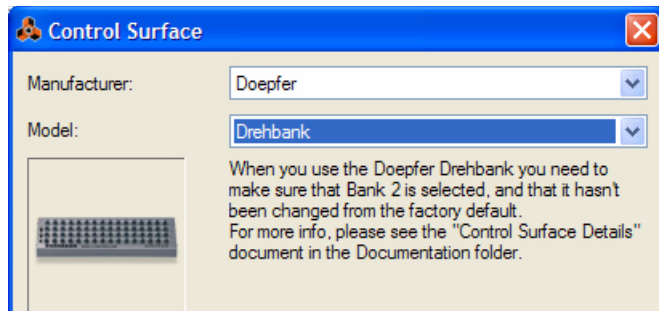 Control Surface
Manufacturer: Doepfer
Model: Drehbank
When you use the Doepfer Drehbank you need to
make sure that Bank 2 is selected, and that it hasn't
been changed from the factory default.
For more info, please see the "Control Surface Details"
document in the Documentation folder.